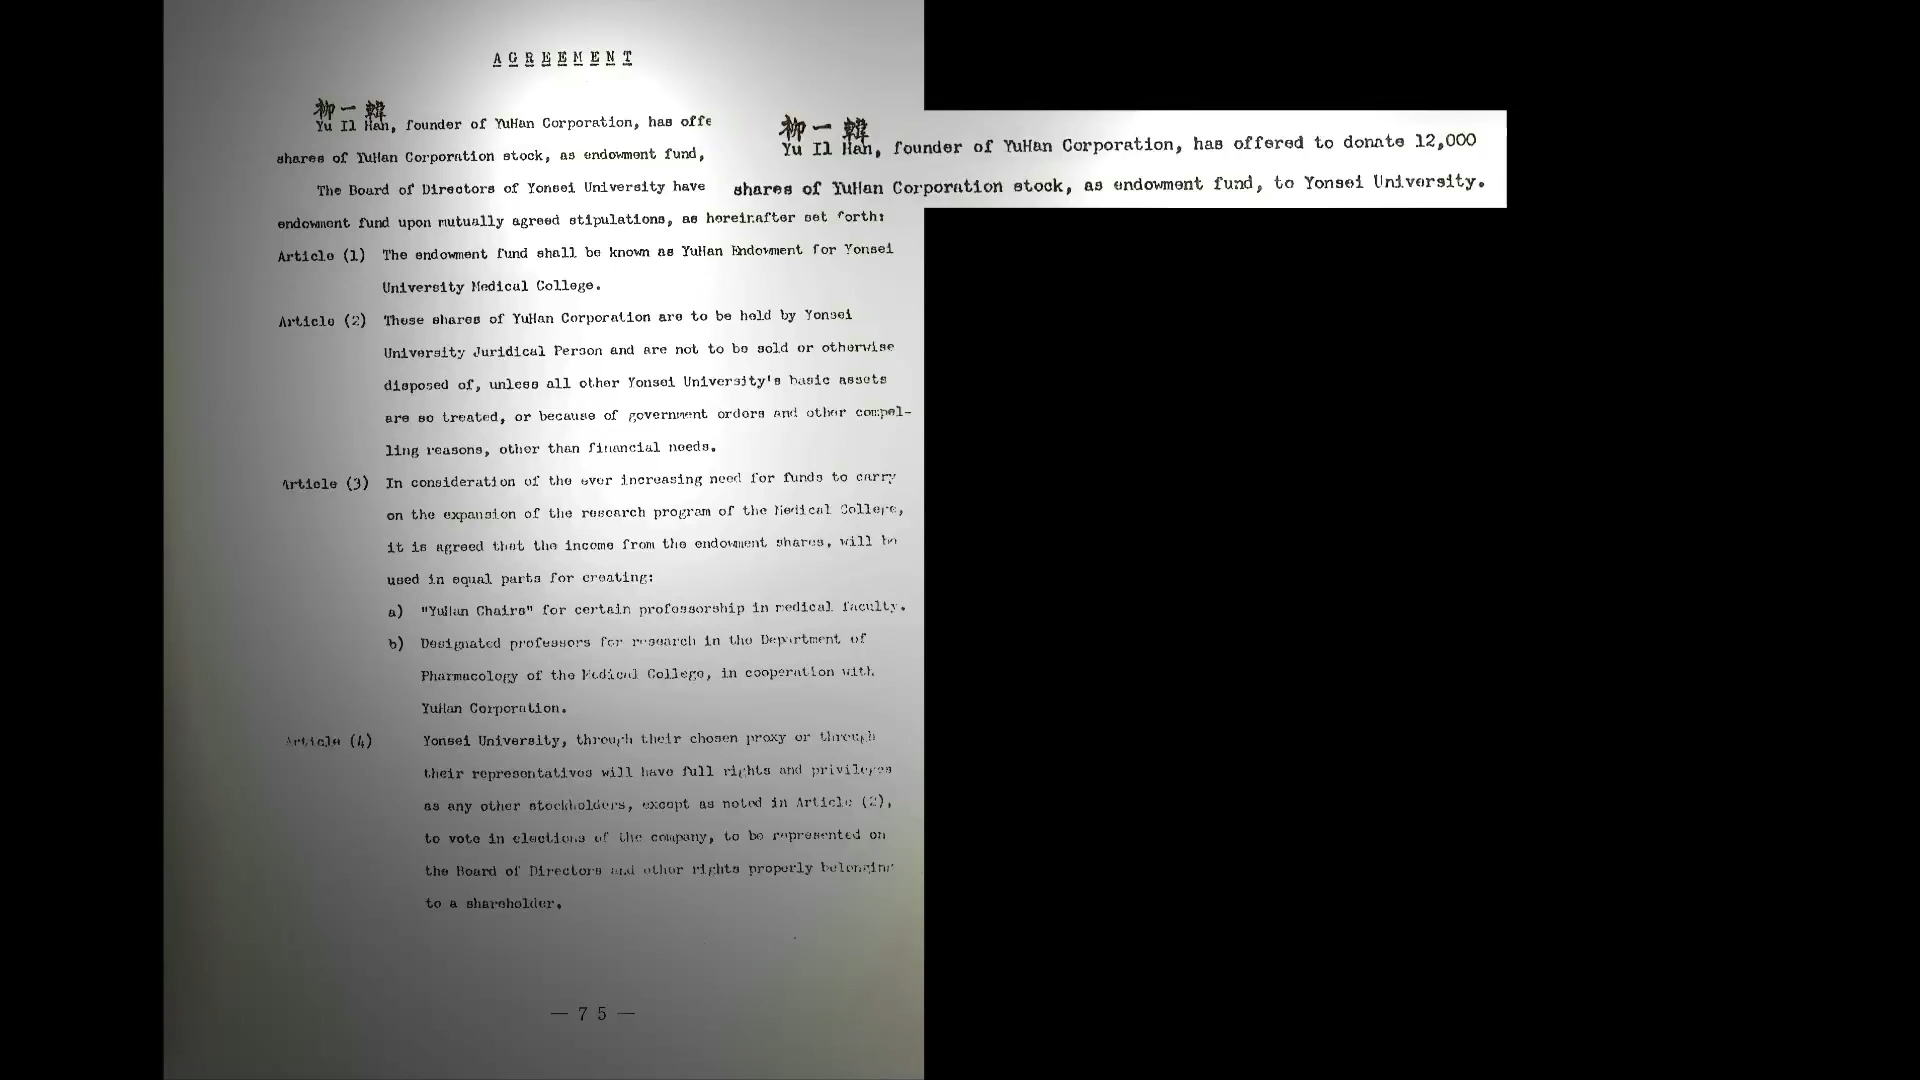 AGREEMENT
柳一韓
Yu Il Han, founder of YuHan Corporation, has offe
shares of YuHan Corporation stock, as endowment fund,
The Board of Directors of Yonsei University have
endowment fund upon mutually agreed stipulations, as hereinafter set forth:
Article (1) The endowment fund shall be known as YuHan Endowment for Yonsei
University Medical College.
Article (2) These shares of YuHan Corporation are to be held by Yonsei
University Juridical Person and are not to be sold or otherwise
disposed of, unless all other Yonsei University's basic assets
are so treated, or because of government orders and other compel-
ling reasons, other than financial needs.
Article (3) In consideration of the ever increasing need for funds to carry
on the expansion of the research program of the Medical College,
it is agreed that the income from the endowment shares, will be
used in equal parts for creating:
a) "YuHan Chairs" for certain professorship in medical faculty.
b) Designated professors for research in the Department of
Pharmacology of the Medical College, in cooperation with
YuHan Corporation.
Article (4) Yonsei University, through their chosen proxy or through
their representatives will have full rights and privileges
as any other stockholders, except as noted in Article (2),
to vote in elections of the company, to be represented on
the Board of Directors and other rights properly belonging
to a shareholder.
— 7 5 —
柳一韓
Yu Il Han, founder of YuHan Corporation, has offered to donate 12,000
shares of YuHan Corporation stock, as endowment fund, to Yonsei University.